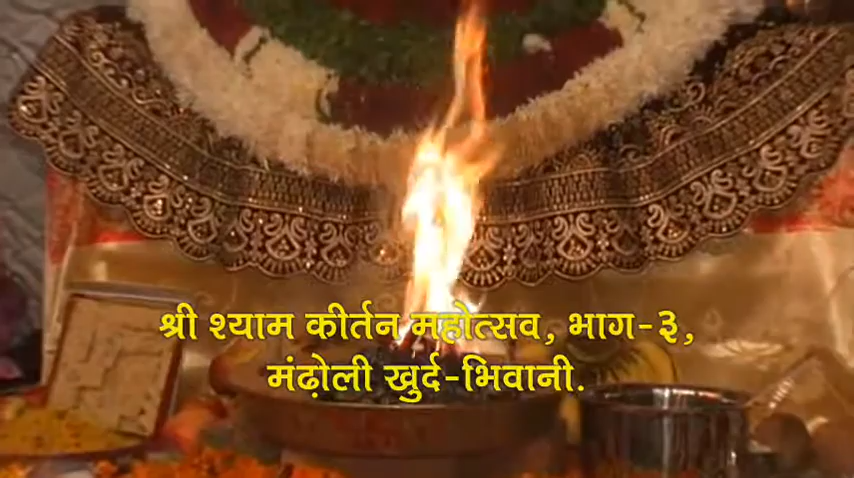 श्री श्याम कीर्तन महोत्सव, भाग-३,
मंढ़ोली खुर्द-भिवानी.